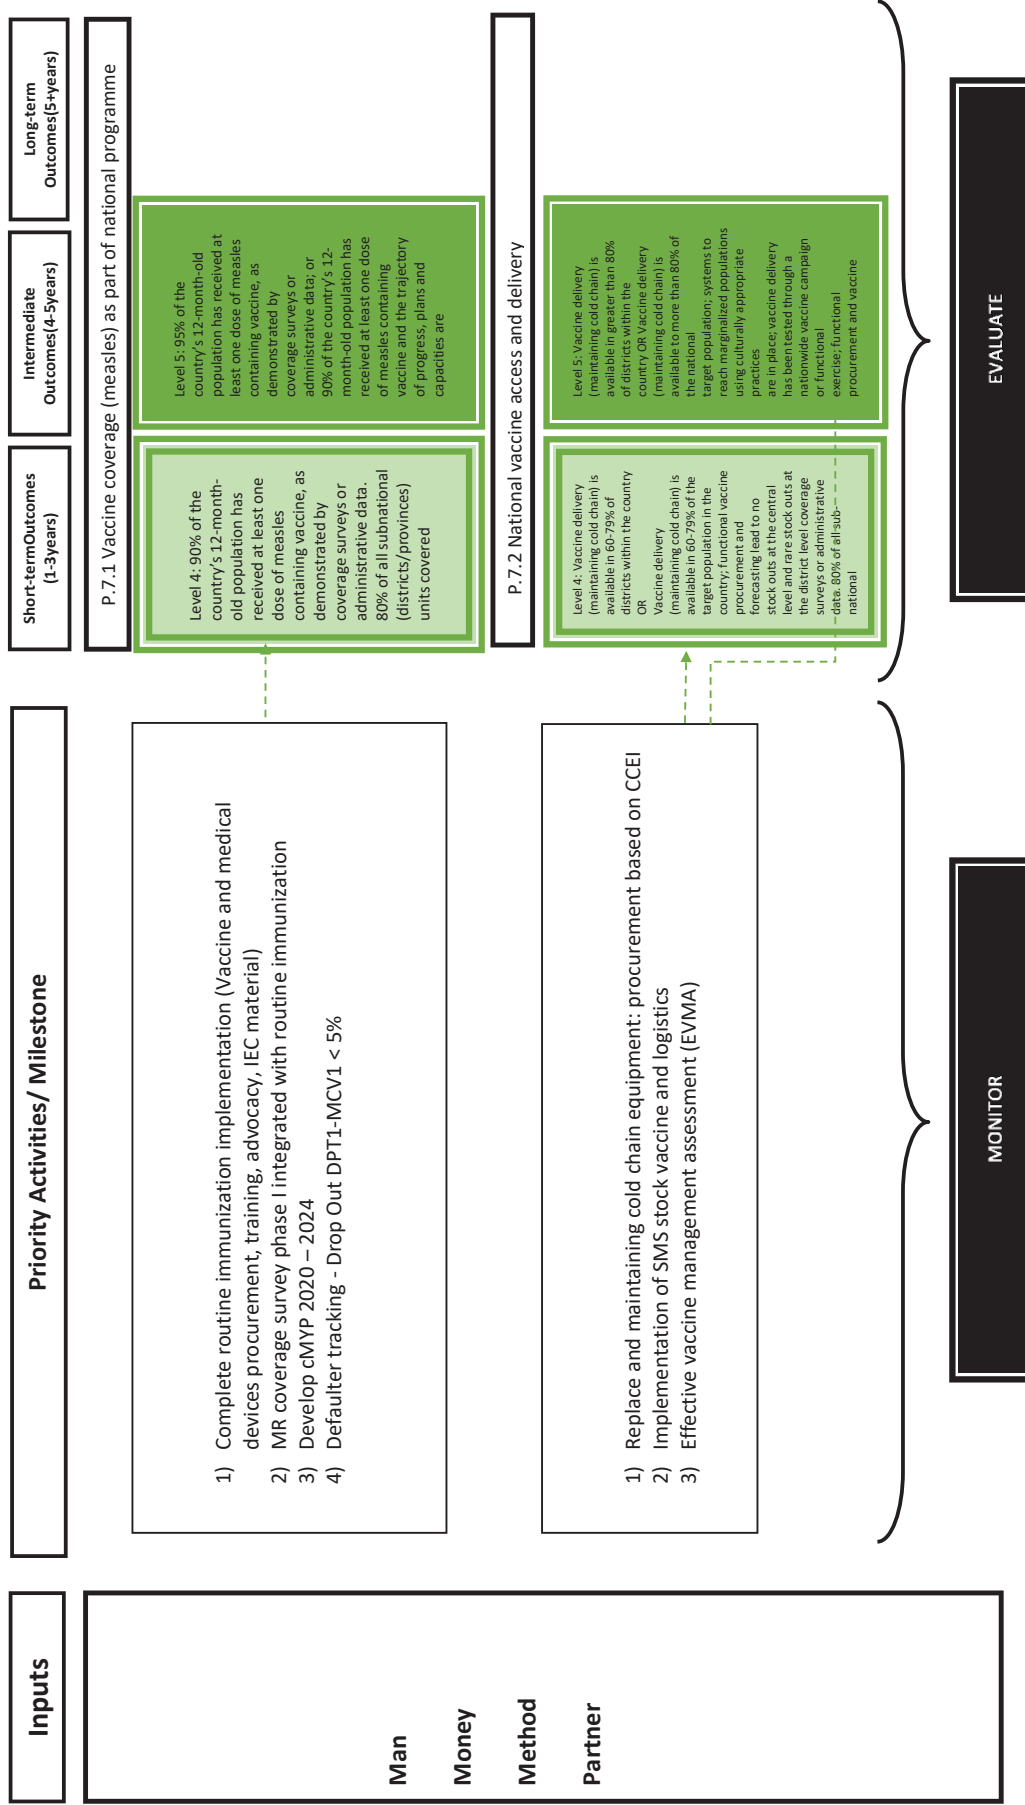 Inputs
Priority Activities/ Milestone
Short-termOutcomes
(1-3years)
Intermediate
Outcomes(4-5years)
Long-term
Outcomes(5+years)
Man
Money
Method
Partner
P.7.1 Vaccine coverage (measles) as part of national programme
1) Complete routine immunization implementation (Vaccine and medical
devices procurement, training, advocacy, IEC material)
2) MR coverage survey phase I integrated with routine immunization
3) Develop cMYP 2020 – 2024
4) Defaulter tracking - Drop Out DPT1-MCV1 < 5%
Level 4: 90% of the
country's 12-month-
old population has
received at least one
dose of measles
containing vaccine, as
demonstrated by
coverage surveys or
administrative data.
80% of all subnational
(districts/provinces)
units covered
Level 5: 95% of the
country's 12-month-old
population has received at
least one dose of measles
containing vaccine, as
demonstrated by
coverage surveys or
administrative data; or
90% of the country's 12-
month-old population has
received at least one dose
of measles containing
vaccine and the trajectory
of progress, plans and
capacities are
P.7.2 National vaccine access and delivery
1) Replace and maintaining cold chain equipment: procurement based on CCEI
2) Implementation of SMS stock vaccine and logistics
3) Effective vaccine management assessment (EVMA)
Level 4: Vaccine delivery
(maintaining cold chain) is
available in 60-79% of
districts within the country
OR
Vaccine delivery
(maintaining cold chain) is
available to 60-79% of the
target population in the
country; functional vaccine
procurement and
forecasting lead to no
stock outs at the central
level and rare stock outs at
the district level coverage
surveys or administrative
data. 80% of all sub-
national
Level 5: Vaccine delivery
(maintaining cold chain) is
available in greater than 80%
of districts within the
country OR Vaccine delivery
(maintaining cold chain) is
available to more than 80% of
the national
target population; systems to
reach marginalized populations
using culturally appropriate
practices
are in place; vaccine delivery
has been tested through a
nationwide vaccine campaign
or functional
exercise; functional
procurement and vaccine
MONITOR
EVALUATE